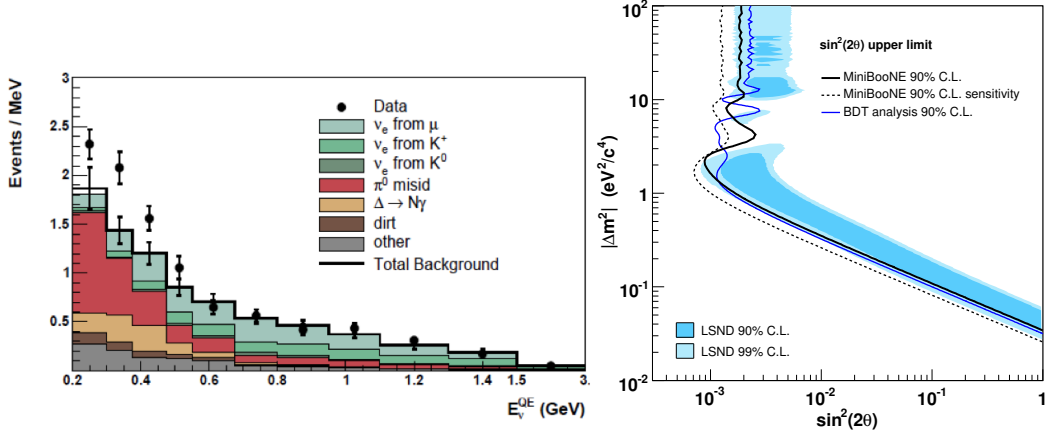 Events / MeV
3
2.5
2
1.5
1
0.5
Data
νe from μ
νe from K+
νe from K0
π0 misid
Δ → Nγ
dirt
other
Total Background
0.2 0.4 0.6 0.8 1 1.2 1.4 1.5 3.
EνQE (GeV)
|Δm²| (eV²/c⁴)
10²
10
1
10⁻¹
10⁻²
sin²(2θ) upper limit
MiniBooNE 90% C.L.
MiniBooNE 90% C.L. sensitivity
BDT analysis 90% C.L.
LSND 90% C.L.
LSND 99% C.L.
10⁻³ 10⁻² 10⁻¹ 1
sin²(2θ)